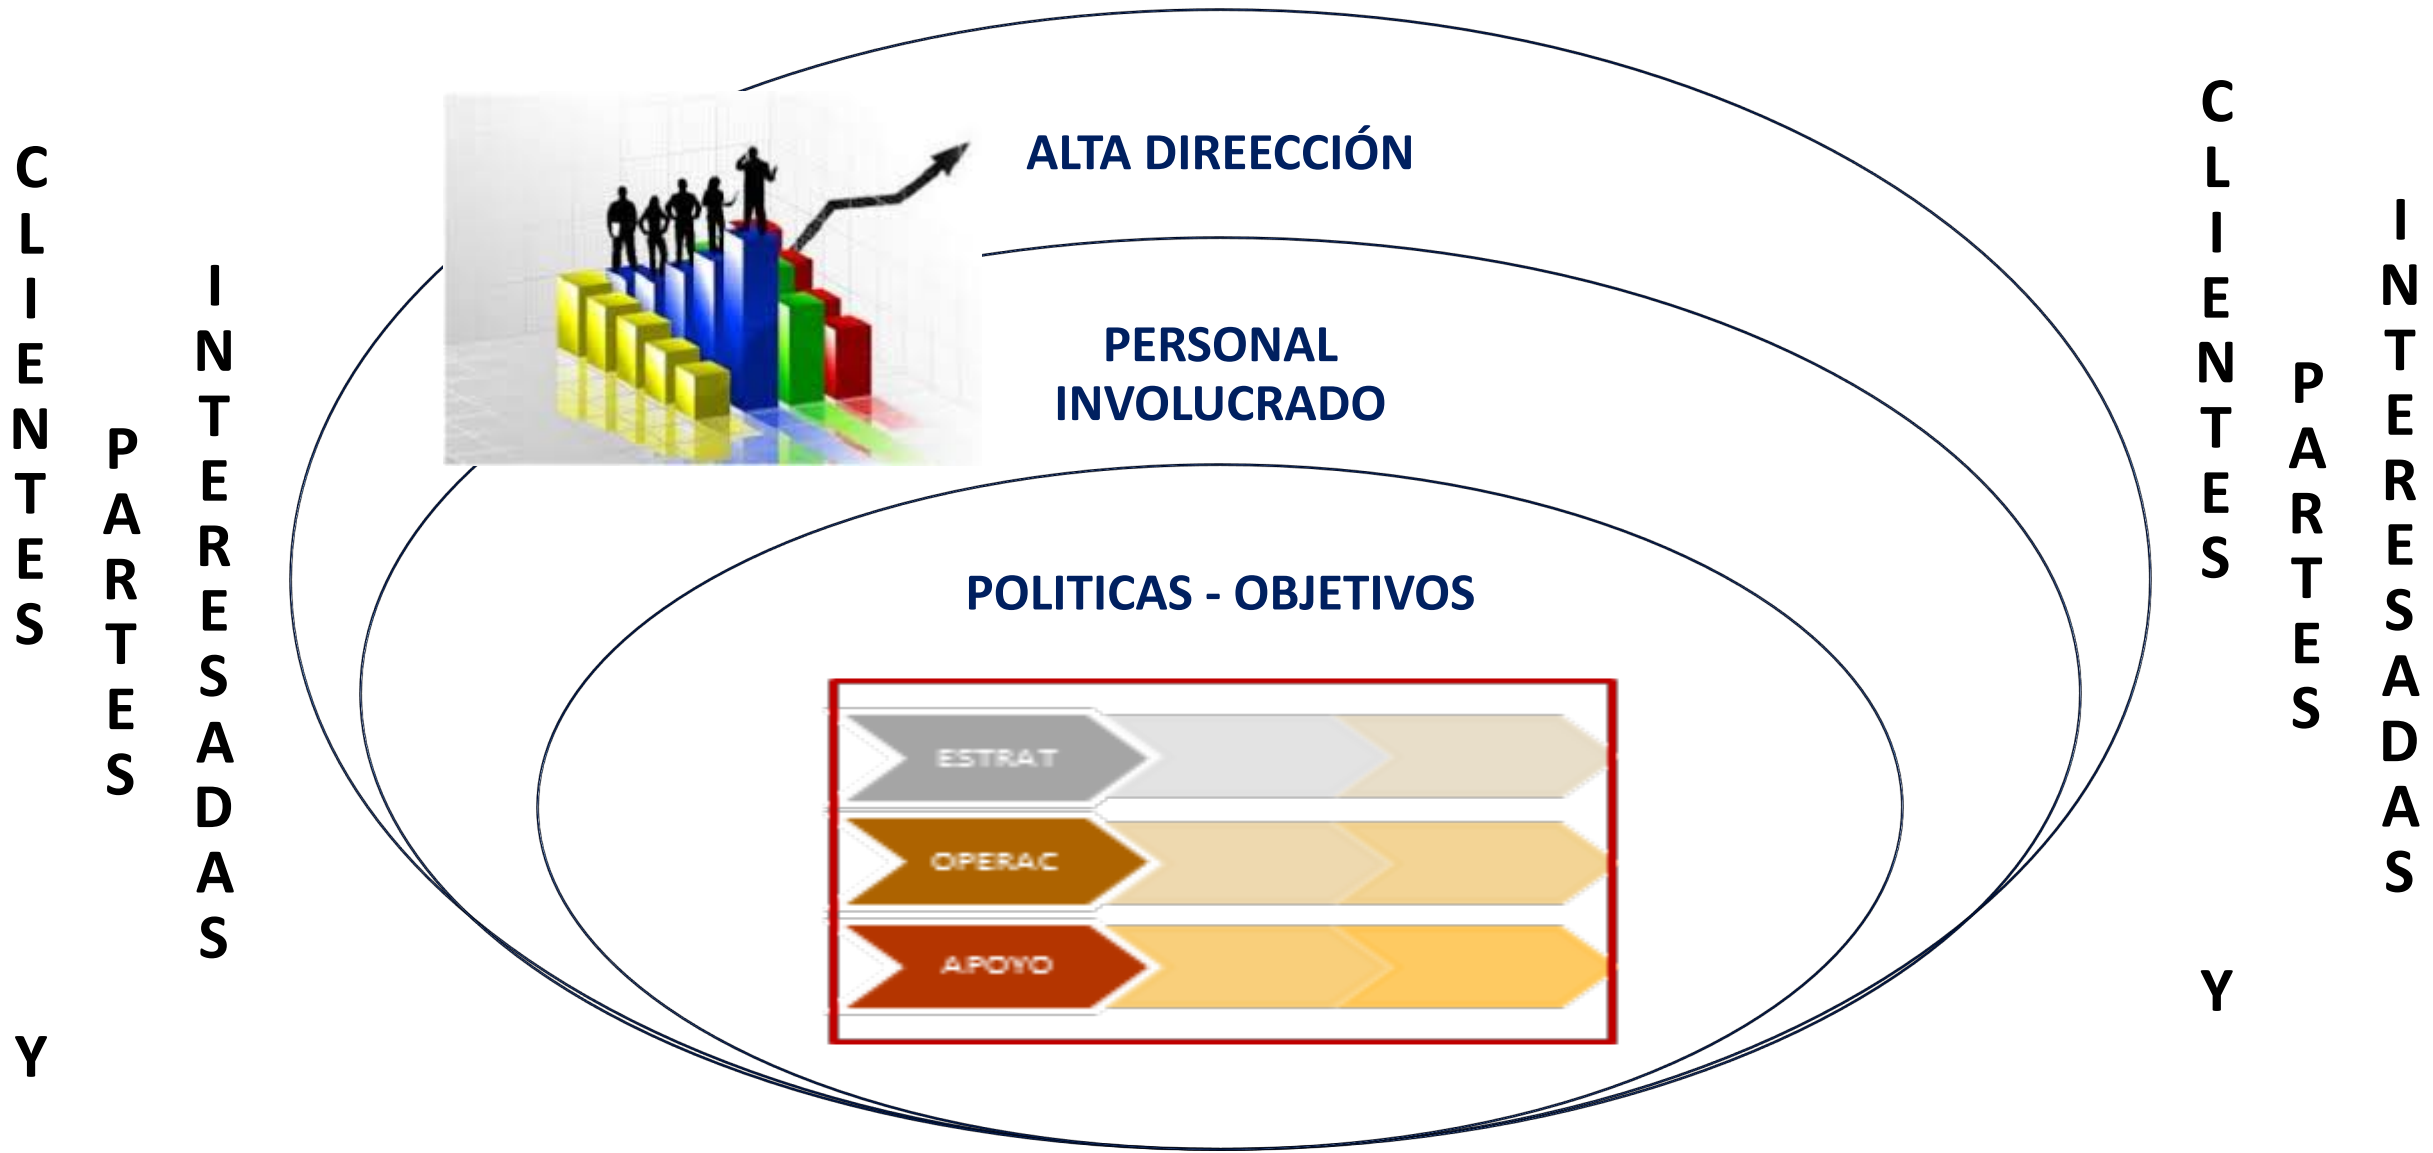 CLIENTES Y
PARTES
INTERESADAS
ALTA DIREECCIÓN
PERSONAL
INVOLUCRADO
POLITICAS - OBJETIVOS
ESTRAT
OPERAC
APOYO
CLIENTES Y
PARTES
INTERESADAS